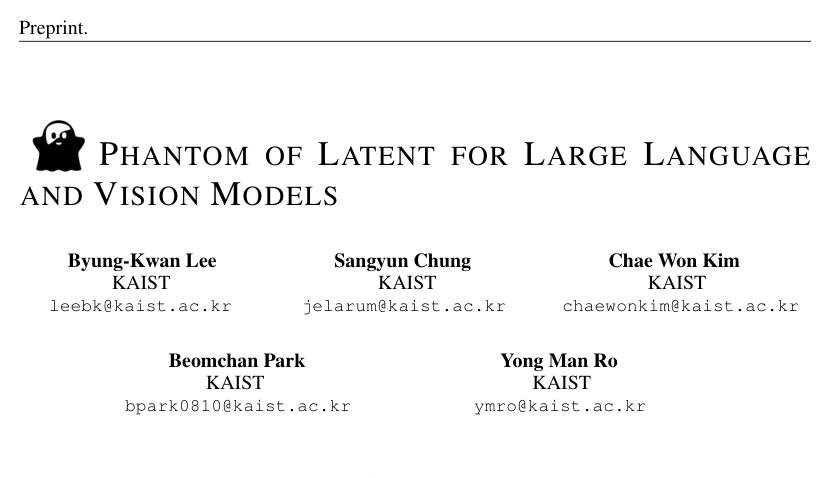 Preprint.
PHANTOM OF LATENT FOR LARGE LANGUAGE
AND VISION MODELS
Byung-Kwan Lee Sangyun Chung Chae Won Kim
KAIST KAIST KAIST
leebk@kaist.ac.kr jelarum@kaist.ac.kr chaewonkim@kaist.ac.kr
Beomchan Park Yong Man Ro
KAIST KAIST
bpark0810@kaist.ac.kr ymro@kaist.ac.kr